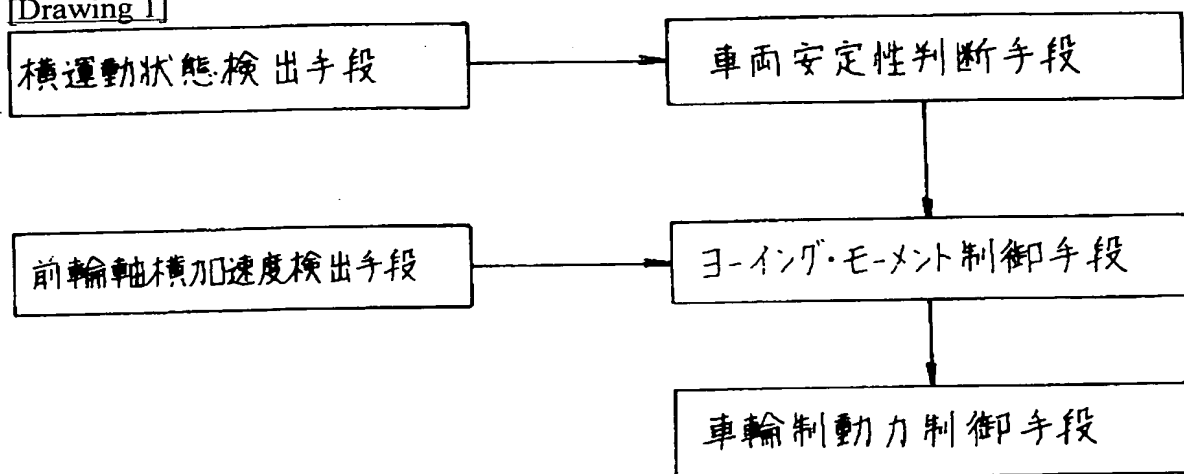 [Drawing 1]
横運動状態検出手段
車両安定性判断手段
前輪軸横加速度検出手段
ヨーイング・モーメント制御手段
車輪制動力制御手段